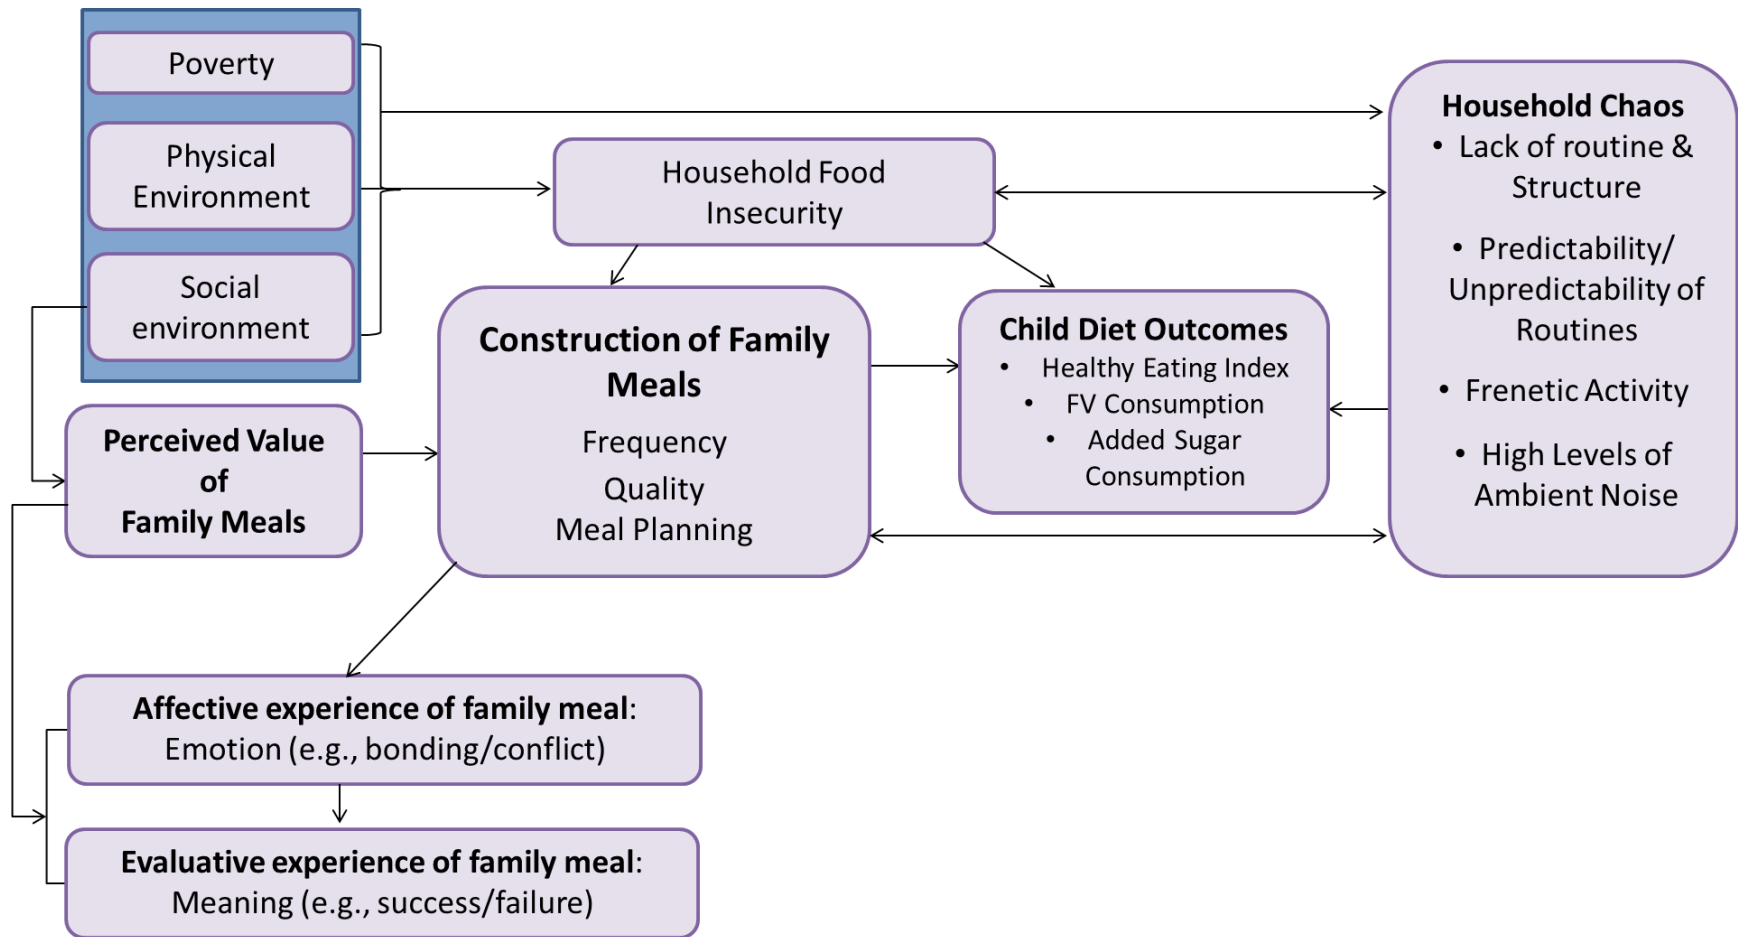 Poverty
Physical
Environment
Social
environment
Household Food
Insecurity
Household Chaos
• Lack of routine &
Structure
• Predictability/
Unpredictability of
Routines
• Frenetic Activity
• High Levels of
Ambient Noise
Perceived Value
of
Family Meals
Construction of Family
Meals
Frequency
Quality
Meal Planning
Child Diet Outcomes
• Healthy Eating Index
• FV Consumption
• Added Sugar
Consumption
Affective experience of family meal:
Emotion (e.g., bonding/conflict)
Evaluative experience of family meal:
Meaning (e.g., success/failure)